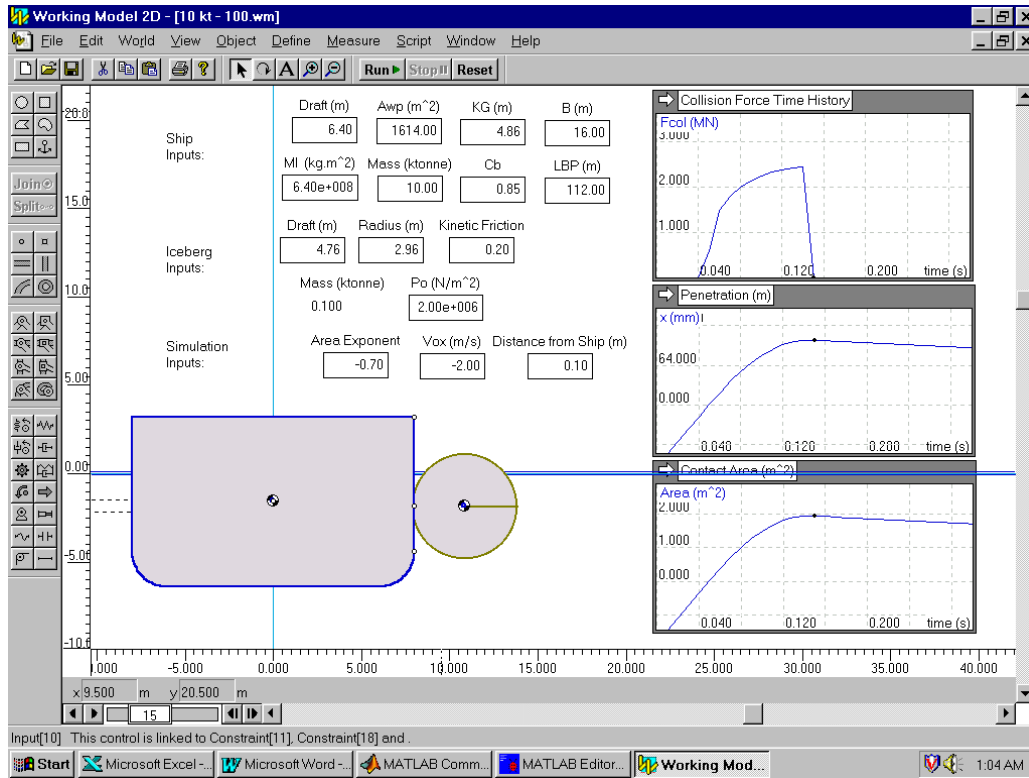 Working Model 2D - [10 kt - 100.wm]
File Edit World View Object Define Measure Script Window Help
Run Stop Reset
Join
Split
Ship Inputs:
Draft (m) Awp (m^2) KG (m) B (m)
6.40 1614.00 4.86 16.00
MI (kg.m^2) Mass (ktonne) Cb LBP (m)
6.40e+008 10.00 0.85 112.00
Iceberg Inputs:
Draft (m) Radius (m) Kinetic Friction
4.76 2.96 0.20
Mass (ktonne) Po (N/m^2)
0.100 2.00e+006
Simulation Inputs:
Area Exponent Vox (m/s) Distance from Ship (m)
-0.70 -2.00 0.10
Collision Force Time History
Fcol (MN)
3.000
2.000
1.000
0.040 0.120 0.200 time (s)
Penetration (m)
x (mm)
64.000
0.000
0.040 0.120 0.200 time (s)
Contact Area (m^2)
Area (m^2)
2.000
1.000
0.000
0.040 0.120 0.200 time (s)
15.0
10.0
5.00
0.00
-5.00
-5.000 0.000 5.000 10.000 15.000 20.000 25.000 30.000 35.000 40.000
x 9.500 m y 20.500 m
15
Input[10] This control is linked to Constraint[11], Constraint[18] and .
Start Microsoft Excel -... Microsoft Word -... MATLAB Comm... MATLAB Editor... Working Mod... 1:04 AM